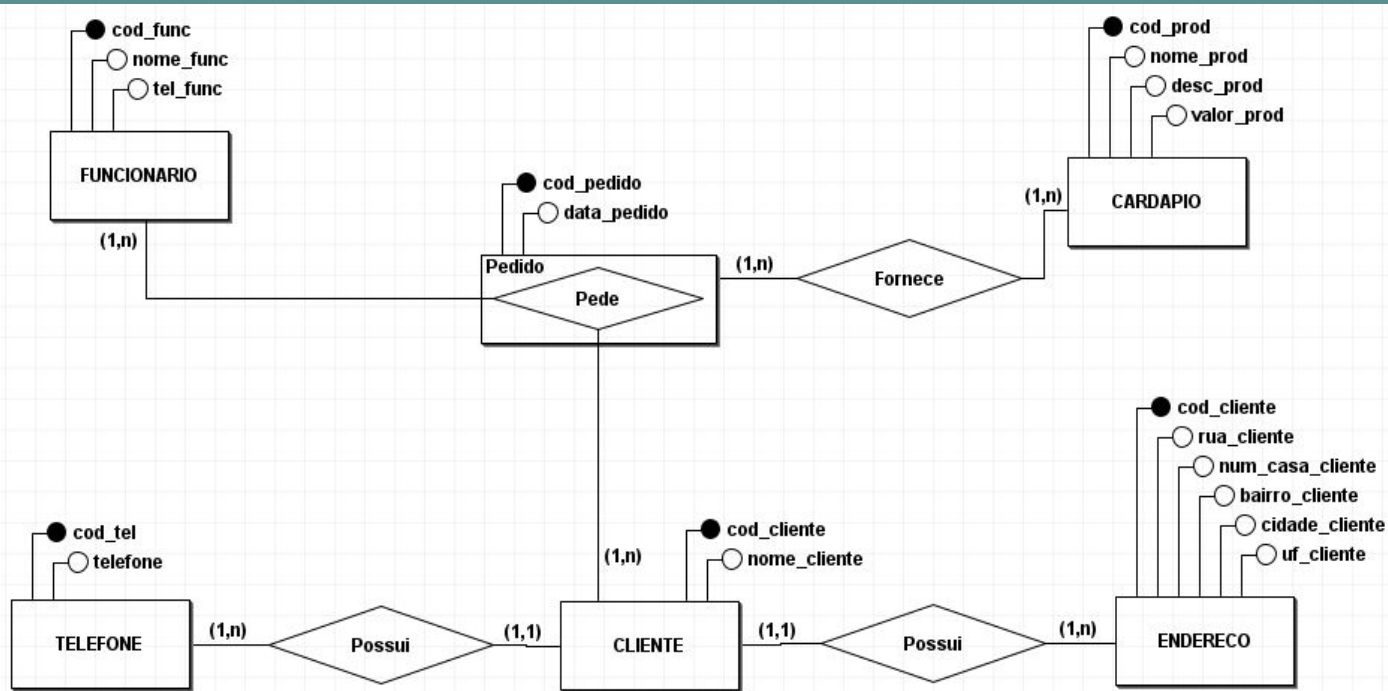 cod_func
nome_func
tel_func
FUNCIONARIO
(1,n)
cod_prod
nome_prod
desc_prod
valor_prod
CARDAPIO
(1,n)
cod_pedido
data_pedido
Pedido
Pede
(1,n)
Fornece
cod_tel
telefone
TELEFONE
(1,n)
Possui
(1,1)
cod_cliente
nome_cliente
(1,n)
CLIENTE
(1,1)
Possui
(1,n)
cod_cliente
rua_cliente
num_casa_cliente
bairro_cliente
cidade_cliente
uf_cliente
ENDERECO